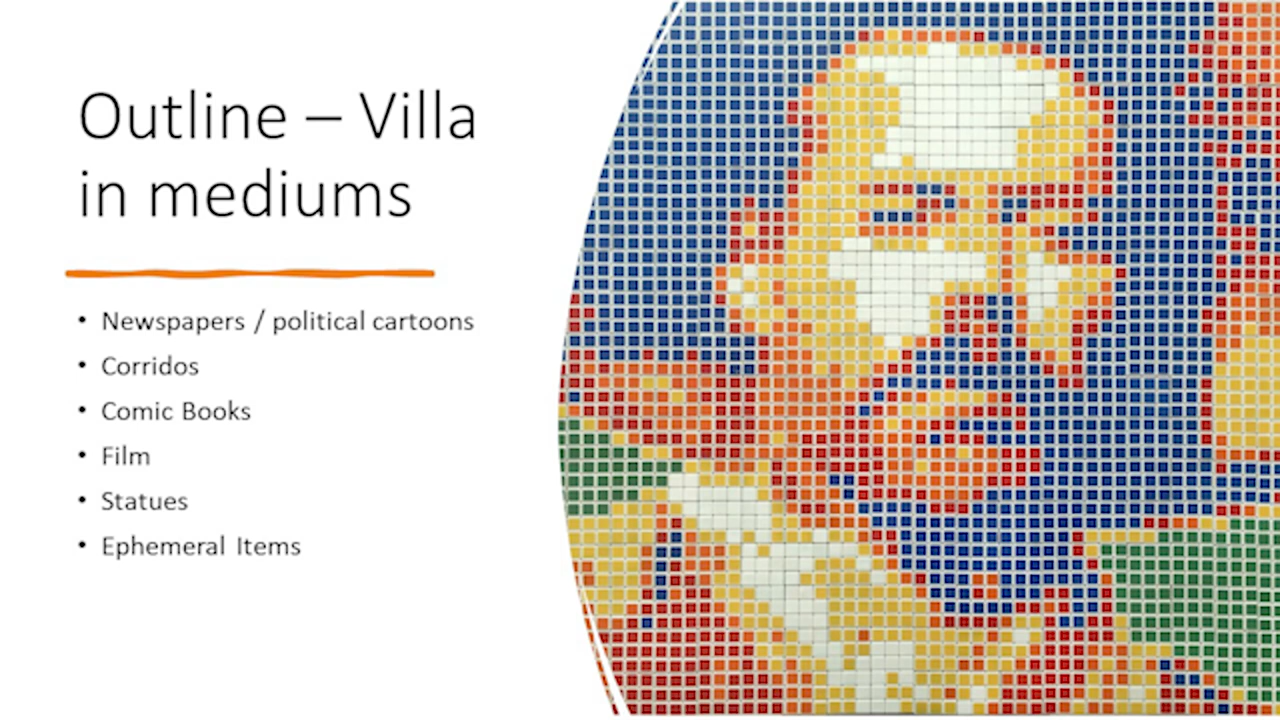 Outline – Villa
in mediums
• Newspapers / political cartoons
• Corridos
• Comic Books
• Film
• Statues
• Ephemeral Items